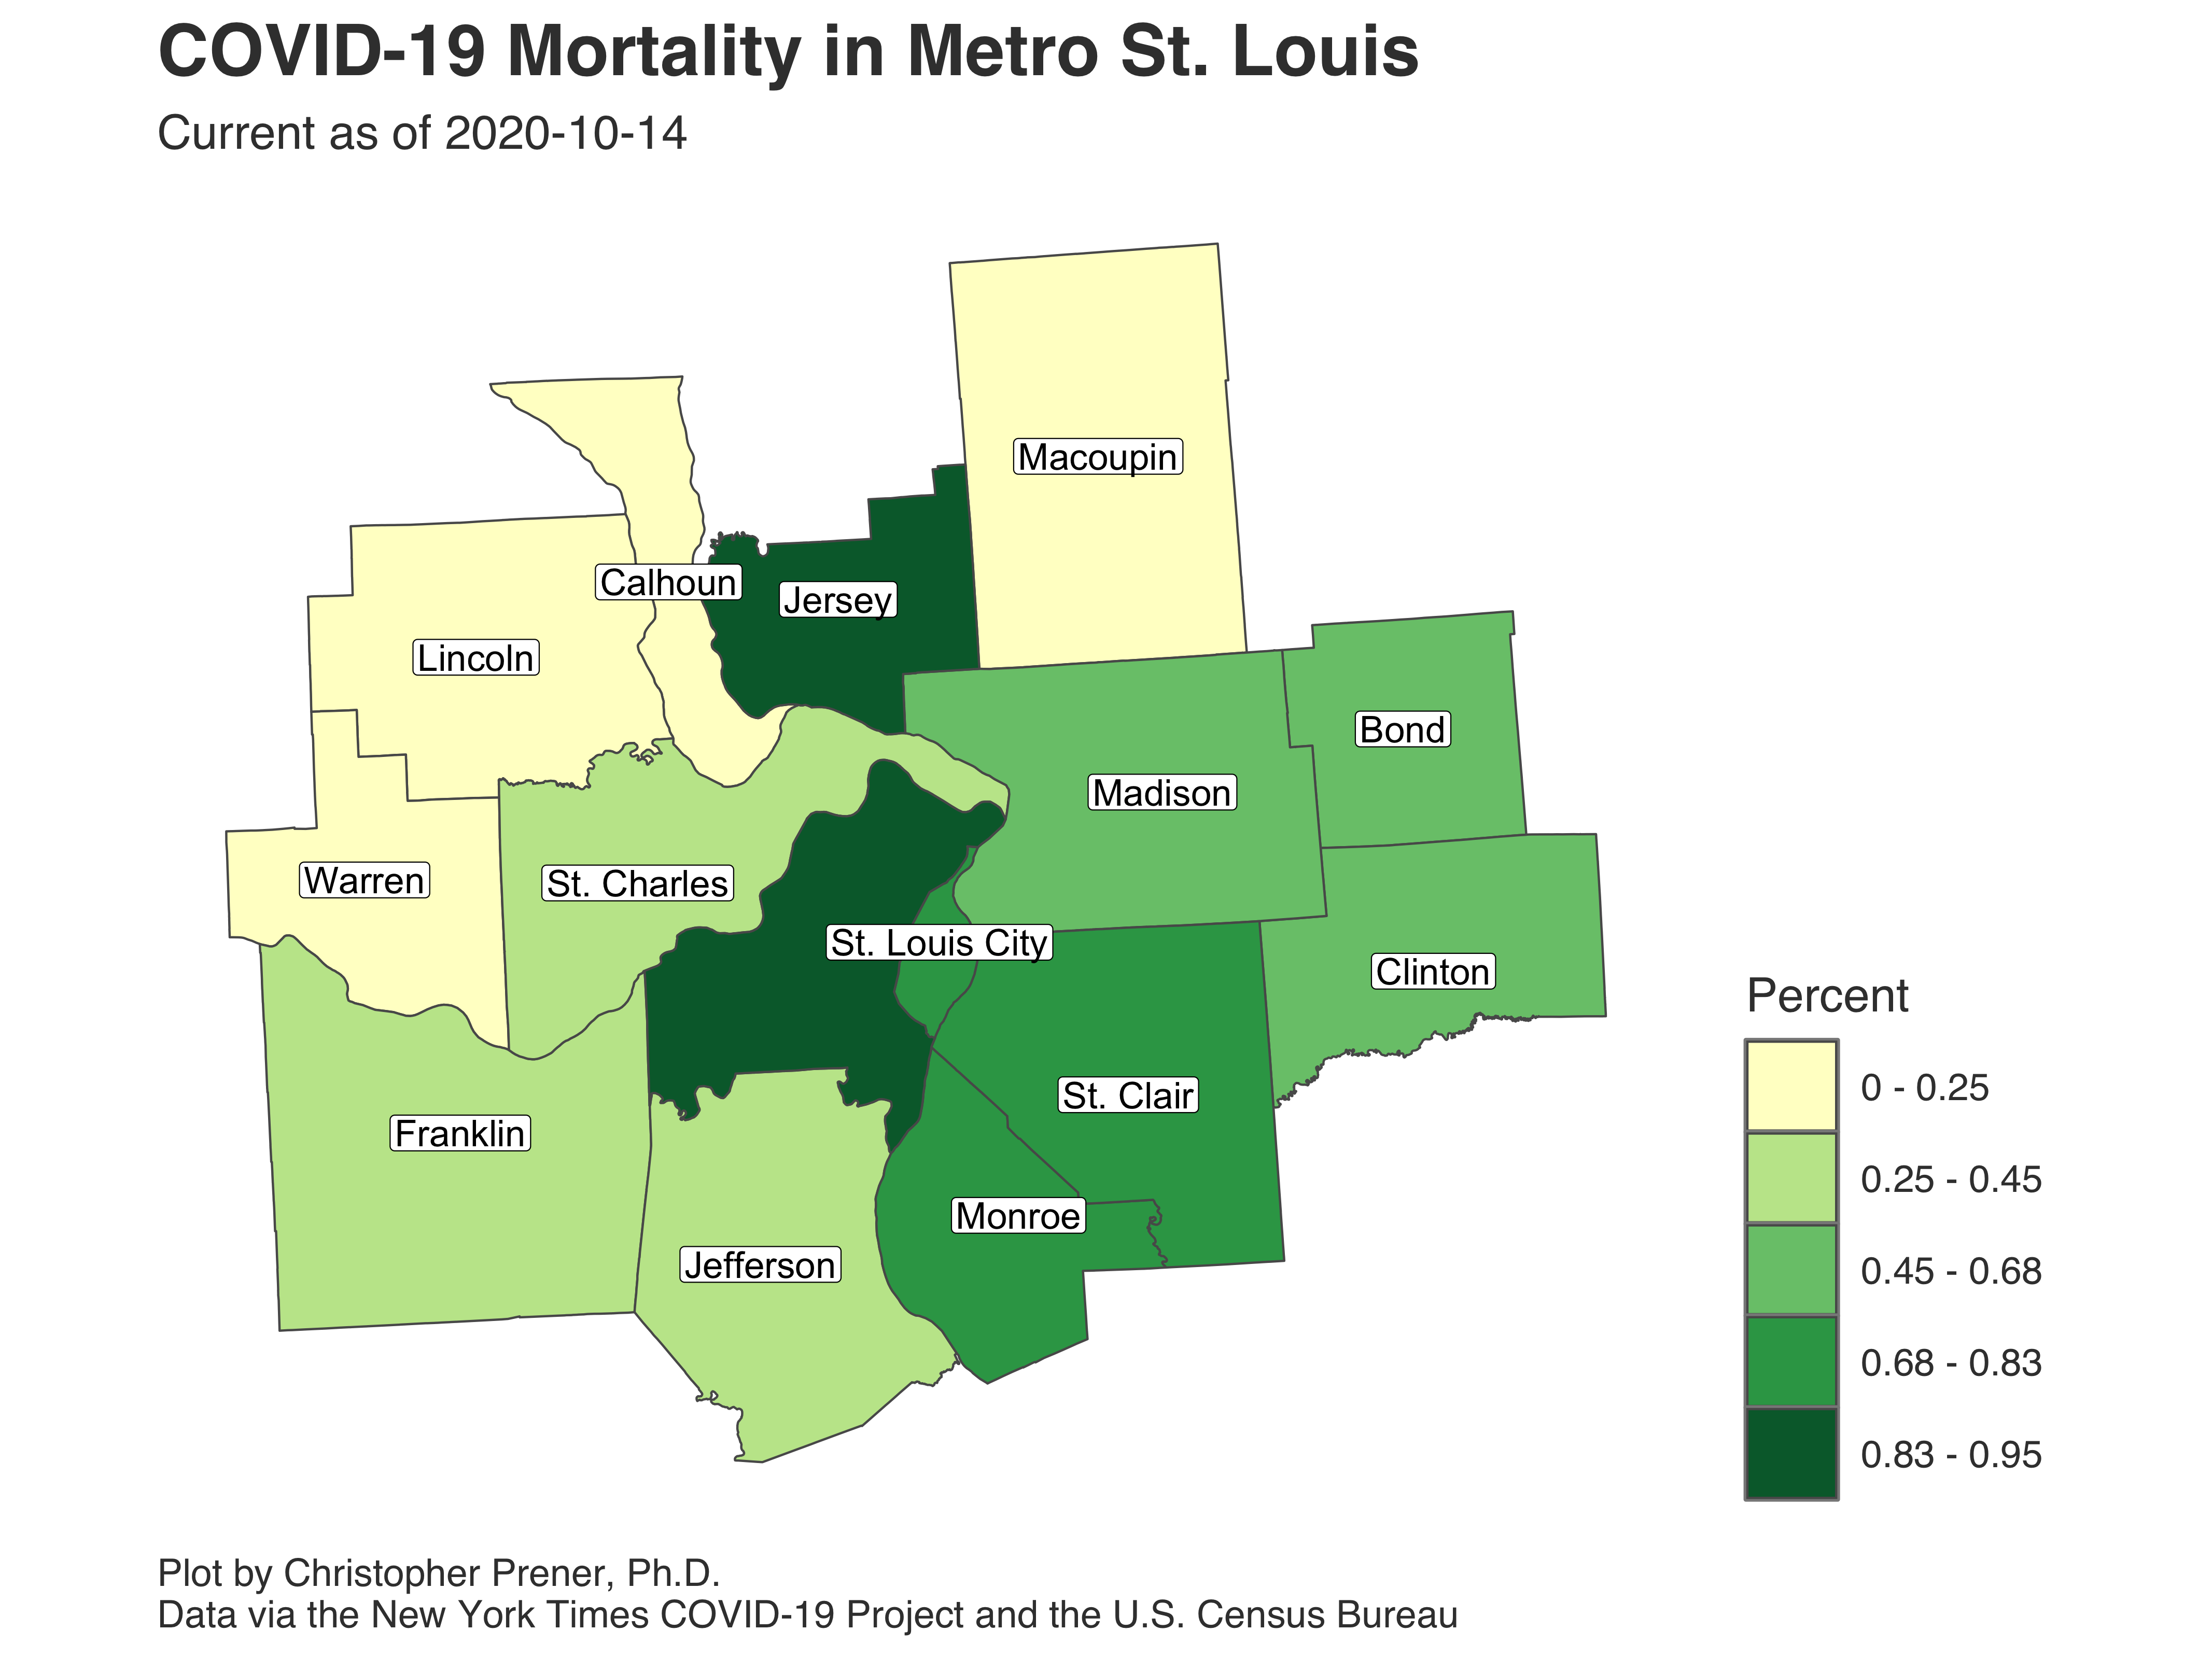 COVID-19 Mortality in Metro St. Louis
Current as of 2020-10-14
Macoupin
Calhoun
Jersey
Lincoln
Bond
Madison
Warren
St. Charles
St. Louis City
Clinton
St. Clair
Franklin
Monroe
Jefferson
Percent
0 - 0.25
0.25 - 0.45
0.45 - 0.68
0.68 - 0.83
0.83 - 0.95
Plot by Christopher Prener, Ph.D.
Data via the New York Times COVID-19 Project and the U.S. Census Bureau